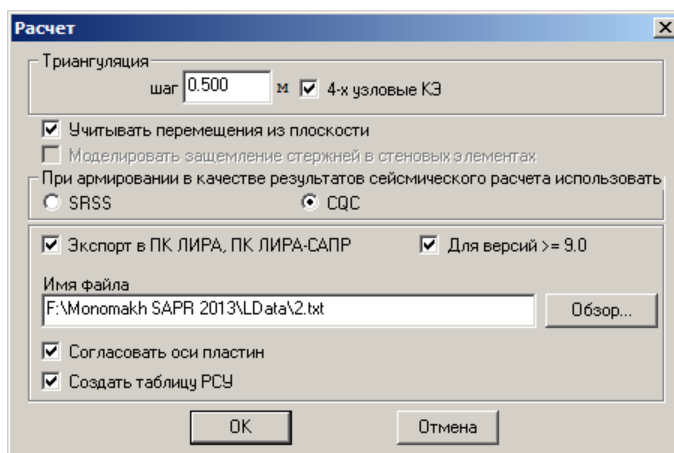 Расчет
Триангуляция
шаг 0.500 м 4-х узловые КЭ
Учитывать перемещения из плоскости
Моделировать защемление стержней в стеновых элементах
При армировании в качестве результатов сейсмического расчета использовать
SRSS CQC
Экспорт в ПК ЛИРА, ПК ЛИРА-САПР Для версий >= 9.0
Имя файла
F:\Monomakh SAPR 2013\LData\2.txt Обзор...
Согласовать оси пластин
Создать таблицу РСУ
OK Отмена